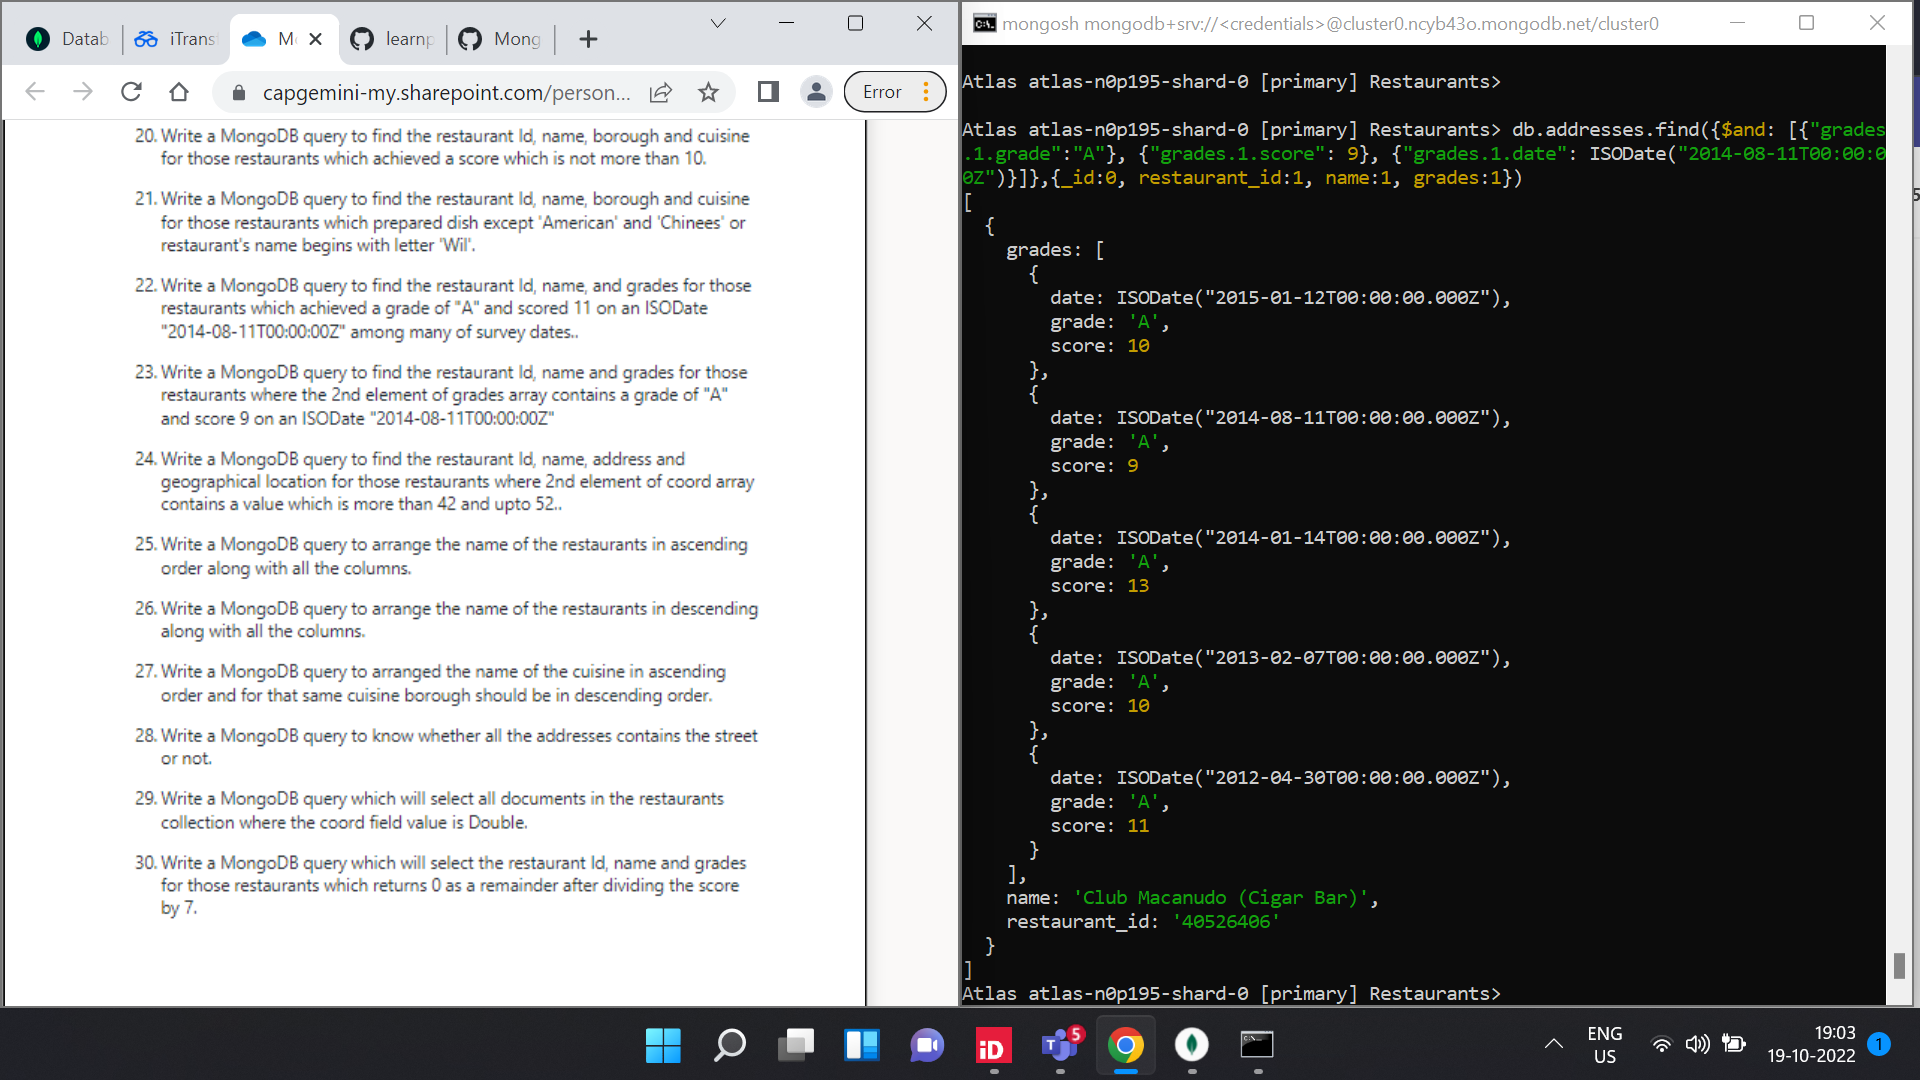 Datab
iTrans
M
learnp
Mong
capgemini-my.sharepoint.com/person...
Error
20. Write a MongoDB query to find the restaurant Id, name, borough and cuisine
for those restaurants which achieved a score which is not more than 10.
21. Write a MongoDB query to find the restaurant Id, name, borough and cuisine
for those restaurants which prepared dish except 'American' and 'Chinees' or
restaurant's name begins with letter 'Wil'.
22. Write a MongoDB query to find the restaurant Id, name, and grades for those
restaurants which achieved a grade of "A" and scored 11 on an ISODate
"2014-08-11T00:00:00Z" among many of survey dates..
23. Write a MongoDB query to find the restaurant Id, name and grades for those
restaurants where the 2nd element of grades array contains a grade of "A"
and score 9 on an ISODate "2014-08-11T00:00:00Z"
24. Write a MongoDB query to find the restaurant Id, name, address and
geographical location for those restaurants where 2nd element of coord array
contains a value which is more than 42 and upto 52..
25. Write a MongoDB query to arrange the name of the restaurants in ascending
order along with all the columns.
26. Write a MongoDB query to arrange the name of the restaurants in descending
along with all the columns.
27. Write a MongoDB query to arranged the name of the cuisine in ascending
order and for that same cuisine borough should be in descending order.
28. Write a MongoDB query to know whether all the addresses contains the street
or not.
29. Write a MongoDB query which will select all documents in the restaurants
collection where the coord field value is Double.
30. Write a MongoDB query which will select the restaurant Id, name and grades
for those restaurants which returns 0 as a remainder after dividing the score
by 7.
mongosh mongodb+srv://<credentials>@cluster0.ncyb43o.mongodb.net/cluster0
Atlas atlas-n0p195-shard-0 [primary] Restaurants>
Atlas atlas-n0p195-shard-0 [primary] Restaurants> db.addresses.find({$and: [{"grades
.1.grade":"A"}, {"grades.1.score": 9}, {"grades.1.date": ISODate("2014-08-11T00:00:0
0Z")}]},{_id:0, restaurant_id:1, name:1, grades:1})
[
{
grades: [
{
date: ISODate("2015-01-12T00:00:00.000Z"),
grade: 'A',
score: 10
},
{
date: ISODate("2014-08-11T00:00:00.000Z"),
grade: 'A',
score: 9
},
{
date: ISODate("2014-01-14T00:00:00.000Z"),
grade: 'A',
score: 13
},
{
date: ISODate("2013-02-07T00:00:00.000Z"),
grade: 'A',
score: 10
},
{
date: ISODate("2012-04-30T00:00:00.000Z"),
grade: 'A',
score: 11
}
],
name: 'Club Macanudo (Cigar Bar)',
restaurant_id: '40526406'
}
]
Atlas atlas-n0p195-shard-0 [primary] Restaurants>
5
iD
T
5
ENG
US
19:03
19-10-2022
1